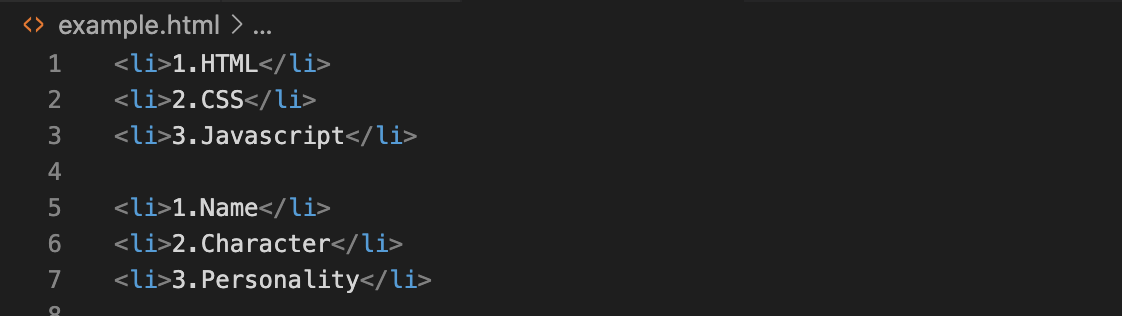 <> example.html > ...
1 <li>1.HTML</li>
2 <li>2.CSS</li>
3 <li>3.Javascript</li>
4
5 <li>1.Name</li>
6 <li>2.Character</li>
7 <li>3.Personality</li>
8